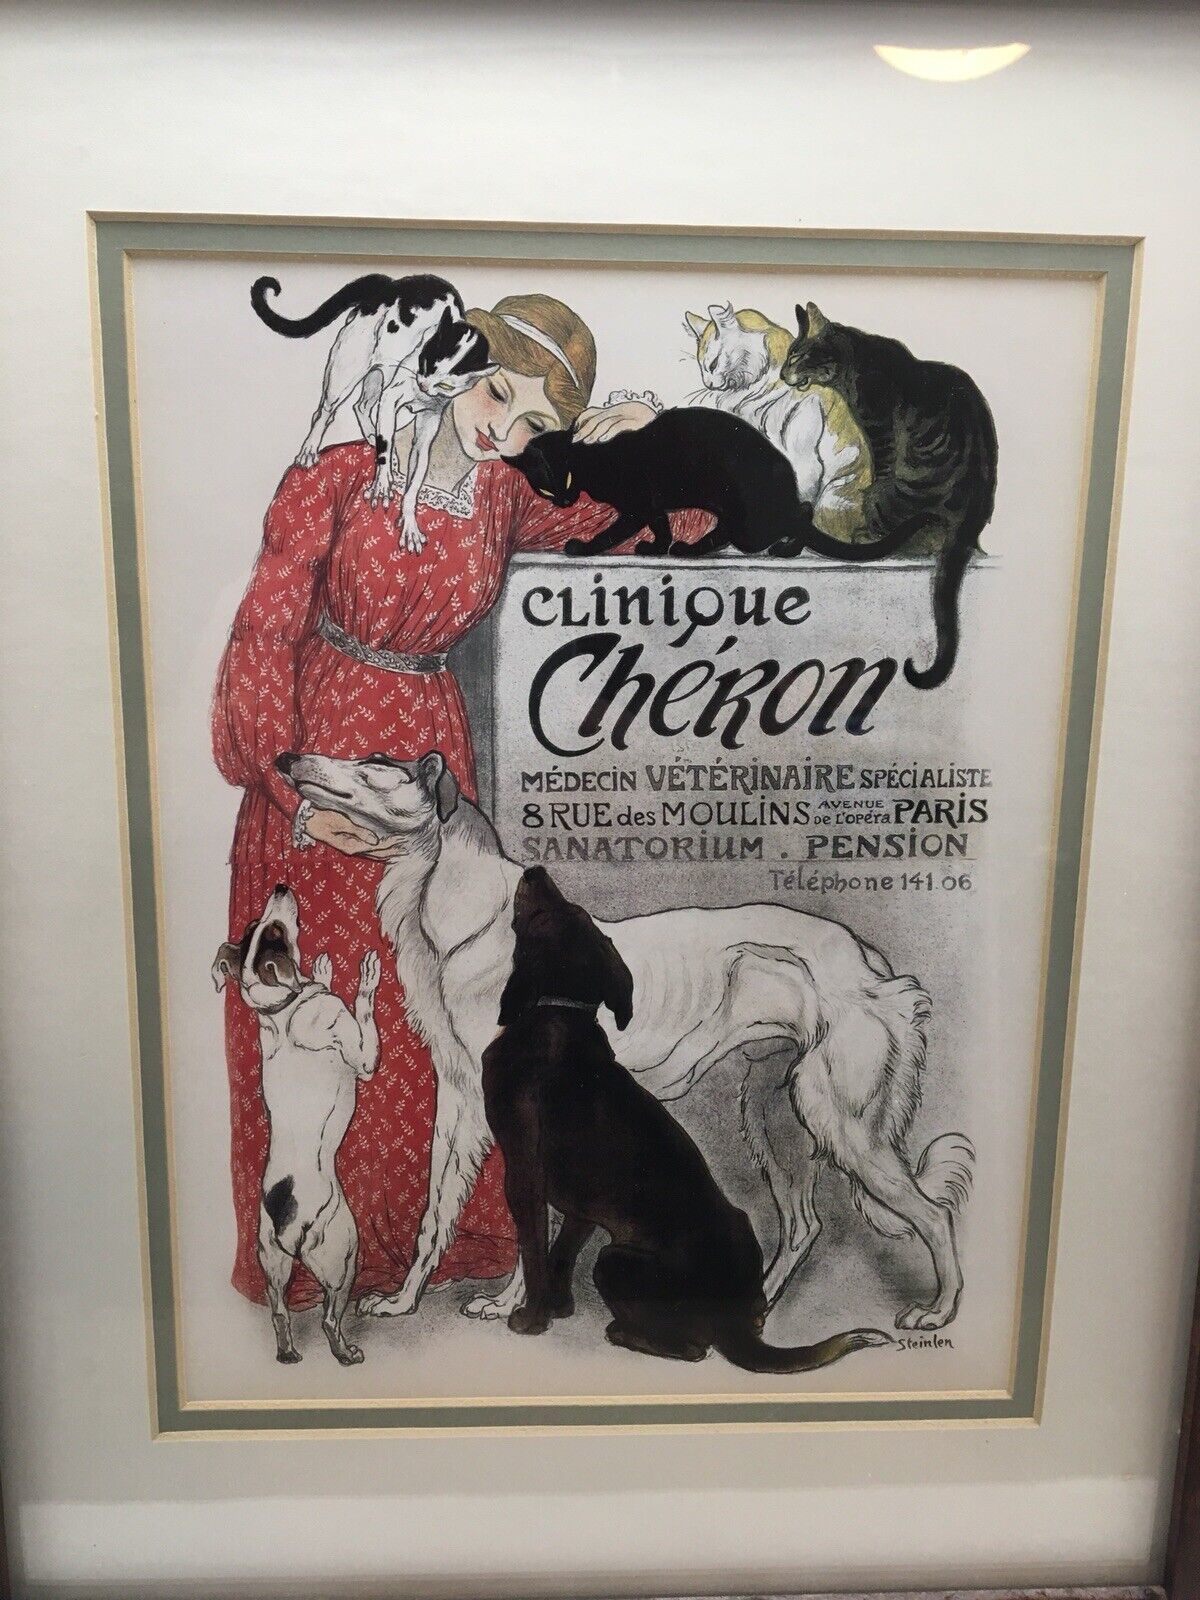 CLiniQue
CHÉRON
MÉDECIN VÉTÉRINAIRE SPÉCIALISTE
8 RUE des MOULINS AVENUE DE L'OPÉRA PARIS
SANATORIUM . PENSION
Téléphone 141.06
Steinlen